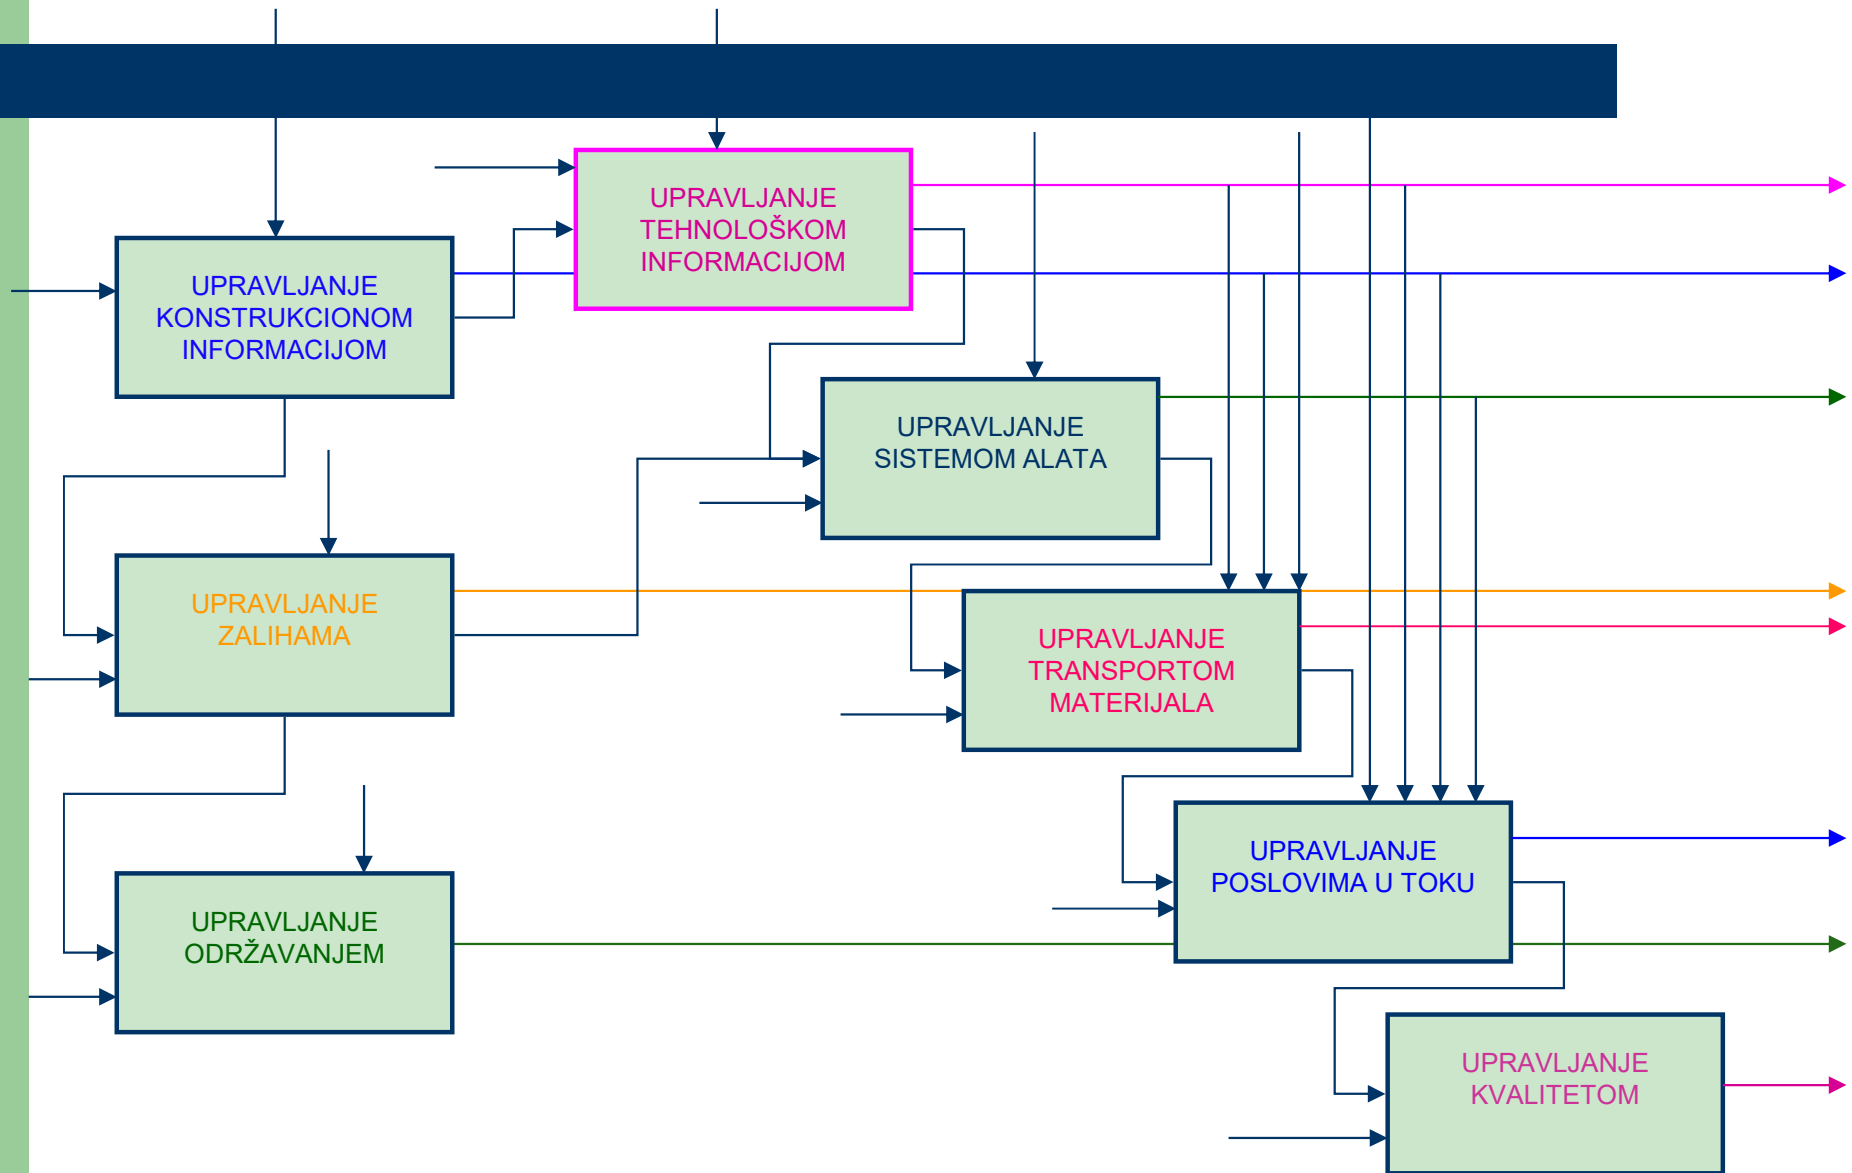 UPRAVLJANJE
TEHNOLOŠKOM
INFORMACIJOM
UPRAVLJANJE
KONSTRUKCIONOM
INFORMACIJOM
UPRAVLJANJE
SISTEMOM ALATA
UPRAVLJANJE
ZALIHAMA
UPRAVLJANJE
TRANSPORTOM
MATERIJALA
UPRAVLJANJE
POSLOVIMA U TOKU
UPRAVLJANJE
ODRŽAVANJEM
UPRAVLJANJE
KVALITETOM